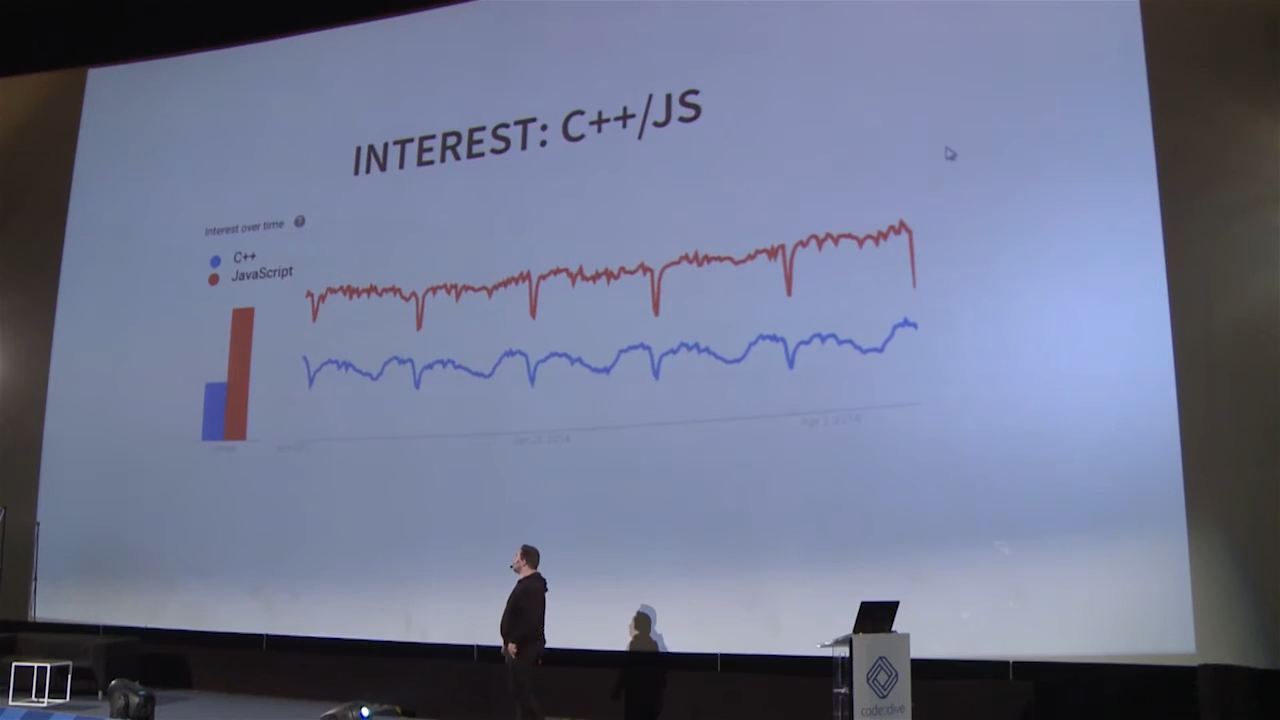 INTEREST: C++/JS
Interest over time ?
C++
JavaScript
code::dive